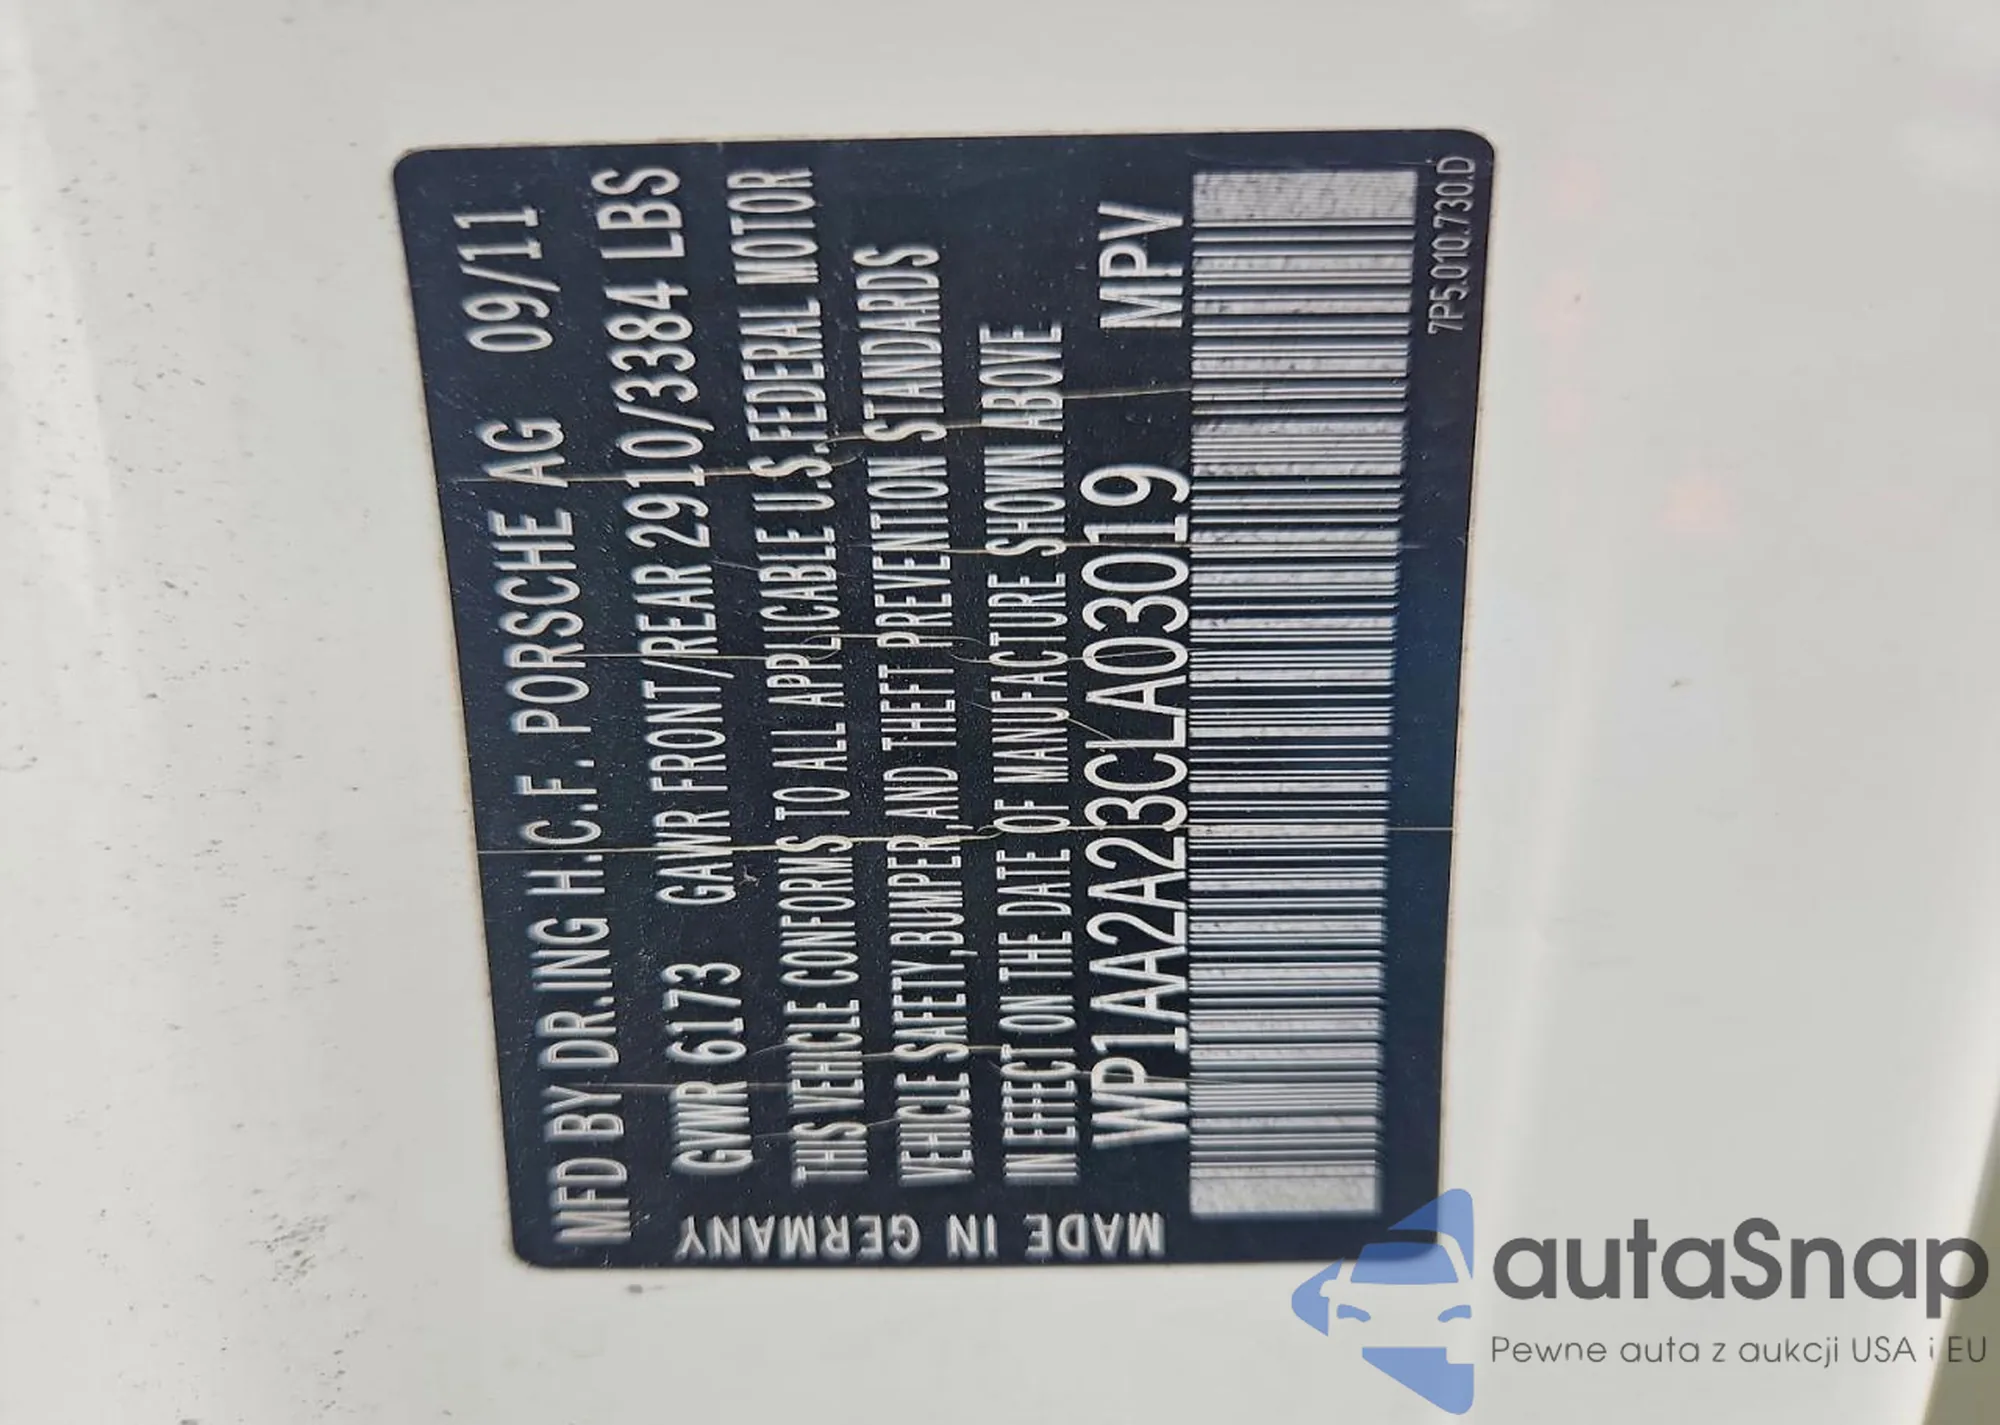 MFD BY DR.ING H.C.F. PORSCHE AG 09/11
GVWR 6173 GAWR FRONT/REAR 2910/3384 LBS
THIS VEHICLE CONFORMS TO ALL APPLICABLE U.S.FEDERAL MOTOR
VEHICLE SAFETY,BUMPER,AND THEFT PREVENTION STANDARDS
IN EFFECT ON THE DATE OF MANUFACTURE SHOWN ABOVE
WP1AA2A23CLA03019 MPV
MADE IN GERMANY
7P5.010.730.D
autaSnap
Pewne auta z aukcji USA i EU